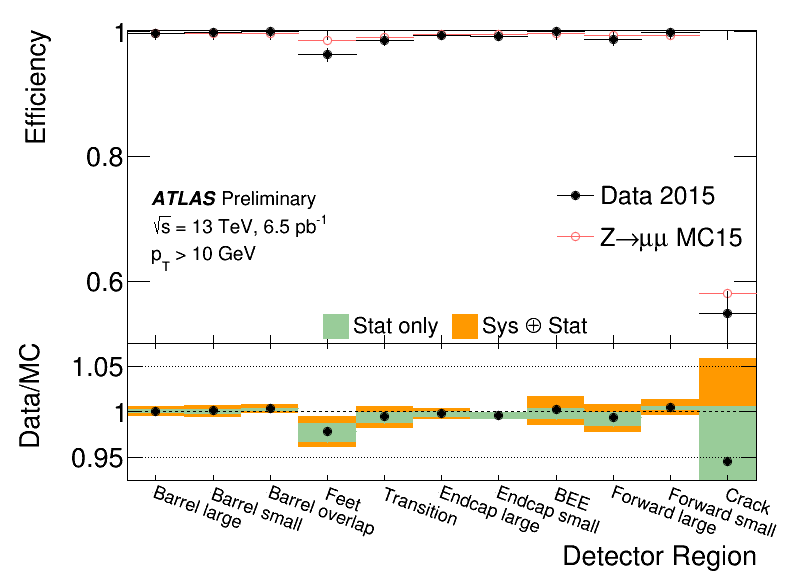 Efficiency
1
0.8
0.6
ATLAS Preliminary
√s = 13 TeV, 6.5 pb⁻¹
p_T > 10 GeV
Data 2015
Z→μμ MC15
Stat only
Sys ⊕ Stat
Data/MC
1.05
1
0.95
Barrel large
Barrel small
Barrel overlap
Feet
Transition
Endcap large
Endcap small
BEE
Forward large
Forward small
Crack
Detector Region